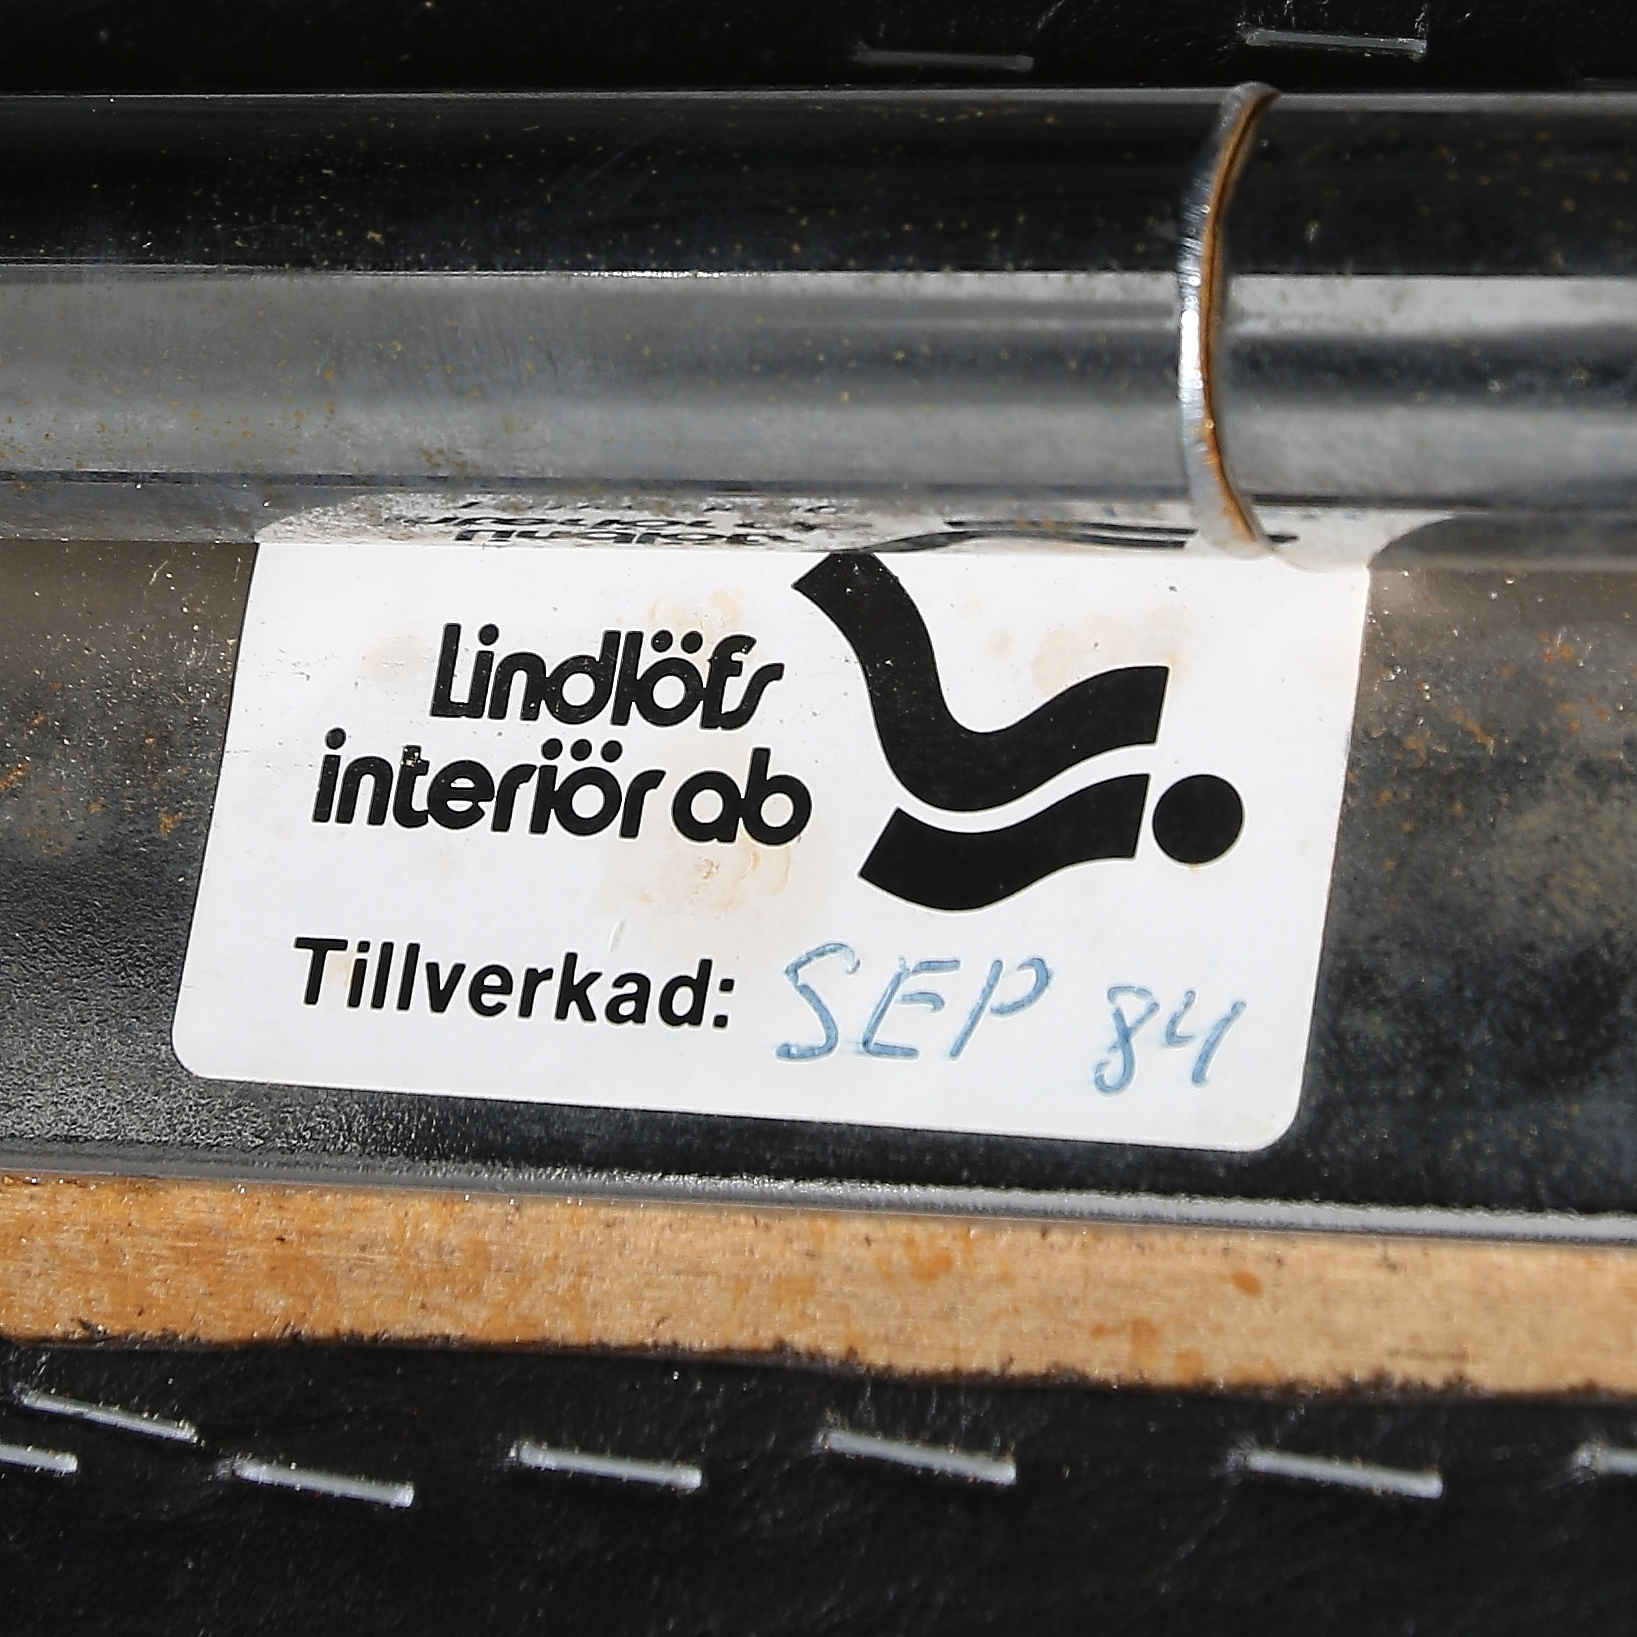 Lindlöfs
interiör ab
Tillverkad: SEP 84